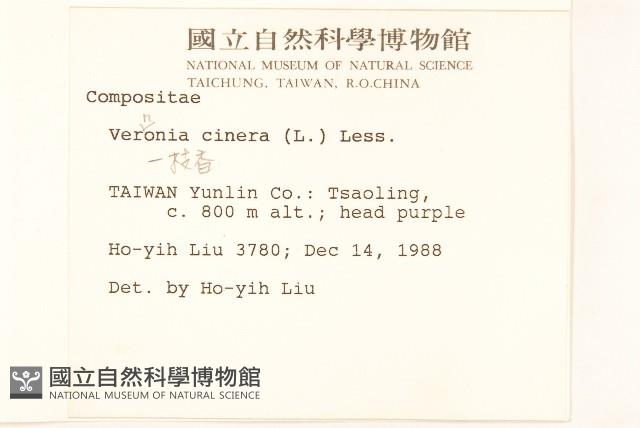 國立自然科學博物館
NATIONAL MUSEUM OF NATURAL SCIENCE
TAICHUNG, TAIWAN, R.O.CHINA
Compositae
n
Veronia cinera (L.) Less.
一枝香
TAIWAN Yunlin Co.: Tsaoling,
c. 800 m alt.; head purple
Ho-yih Liu 3780; Dec 14, 1988
Det. by Ho-yih Liu
國立自然科學博物館
NATIONAL MUSEUM OF NATURAL SCIENCE